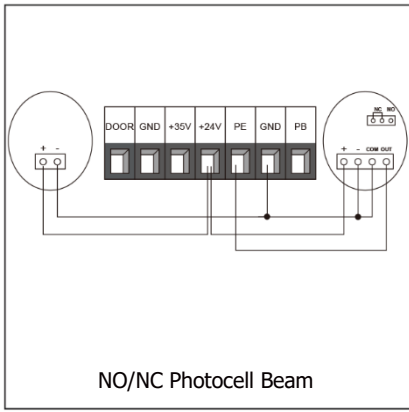 NC NO
DOOR GND +35V +24V PE GND PB
+ -
+ - COM OUT
NO/NC Photocell Beam